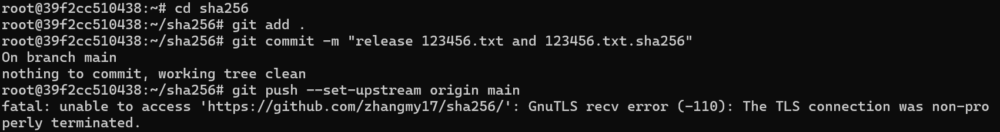 root@39f2cc510438:~# cd sha256
root@39f2cc510438:~/sha256# git add .
root@39f2cc510438:~/sha256# git commit -m "release 123456.txt and 123456.txt.sha256"
On branch main
nothing to commit, working tree clean
root@39f2cc510438:~/sha256# git push --set-upstream origin main
fatal: unable to access 'https://github.com/zhangmy17/sha256/': GnuTLS recv error (-110): The TLS connection was non-pro
perly terminated.